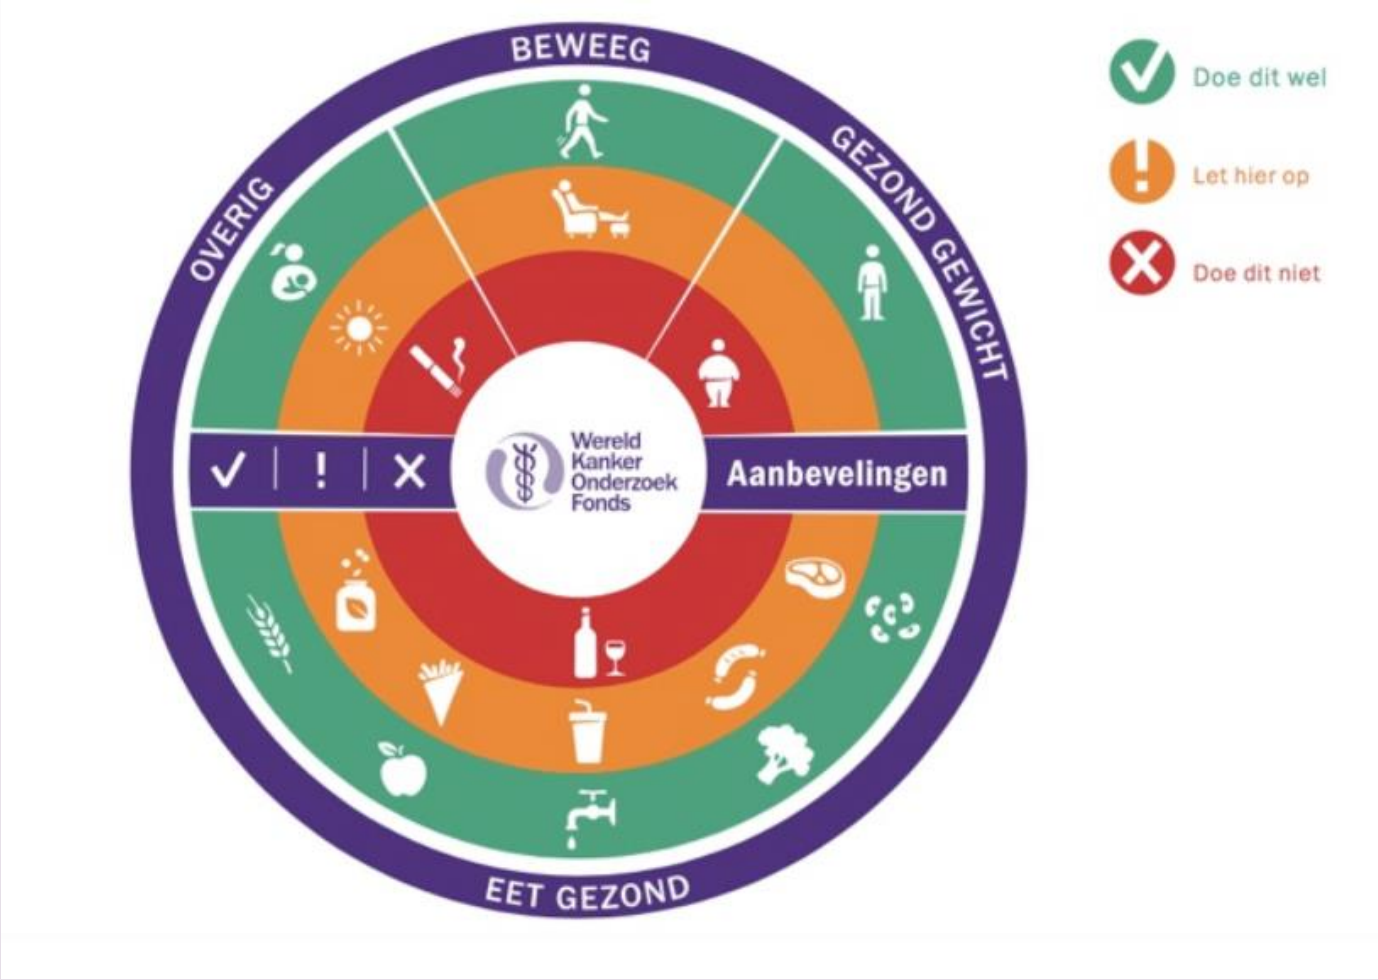 BEWEEG
GEZOND GEWICHT
OVERIG
Aanbevelingen
Wereld
Kanker
Onderzoek
Fonds
EET GEZOND
Doe dit wel
Let hier op
Doe dit niet